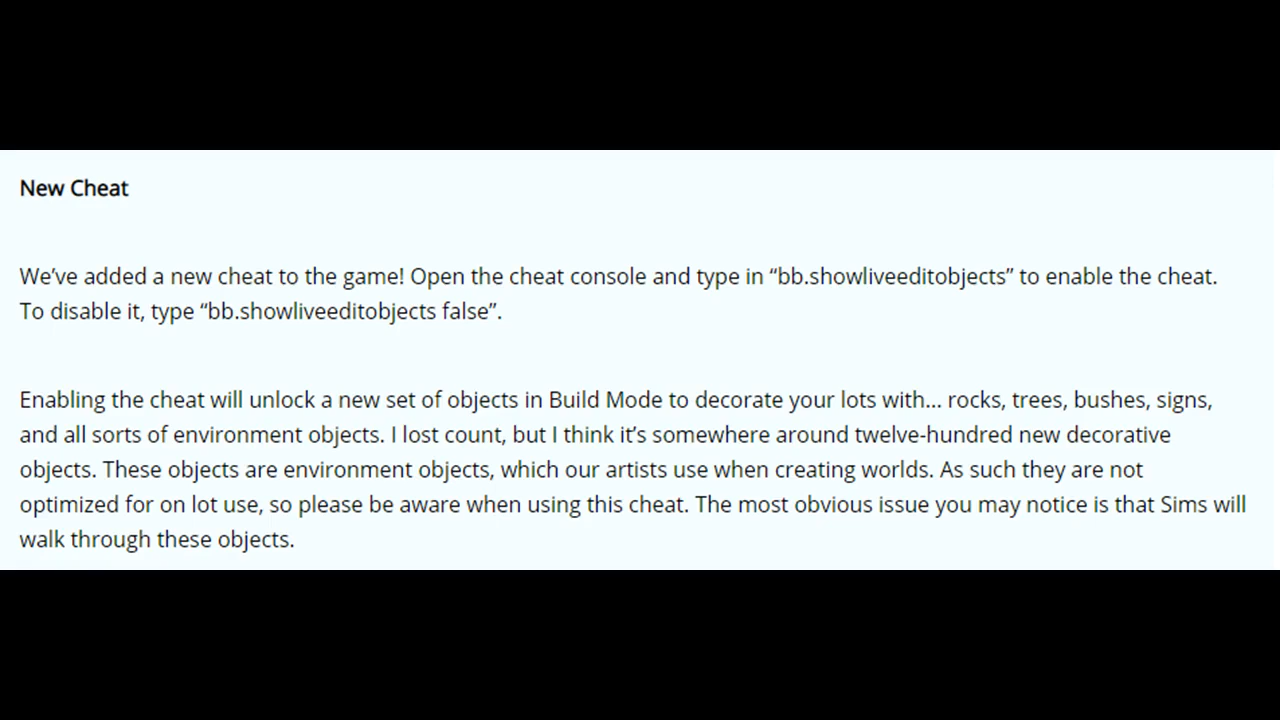 New Cheat
We’ve added a new cheat to the game! Open the cheat console and type in “bb.showliveeditobjects” to enable the cheat.
To disable it, type “bb.showliveeditobjects false”.
Enabling the cheat will unlock a new set of objects in Build Mode to decorate your lots with... rocks, trees, bushes, signs,
and all sorts of environment objects. I lost count, but I think it’s somewhere around twelve-hundred new decorative
objects. These objects are environment objects, which our artists use when creating worlds. As such they are not
optimized for on lot use, so please be aware when using this cheat. The most obvious issue you may notice is that Sims will
walk through these objects.